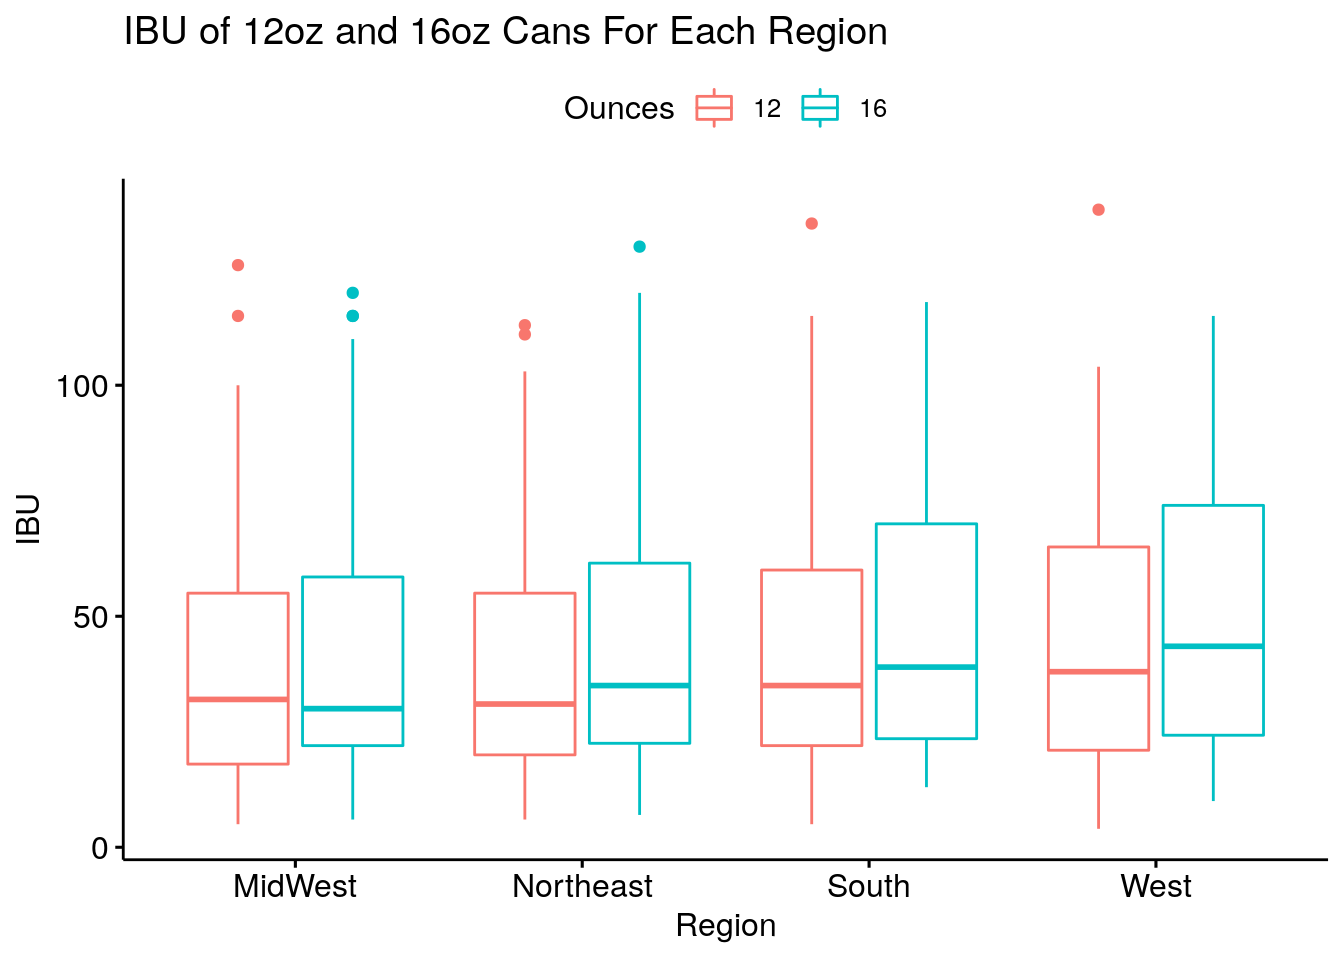 IBU of 12oz and 16oz Cans For Each Region
Ounces 12 16
100
50
0
IBU
MidWest Northeast South West
Region